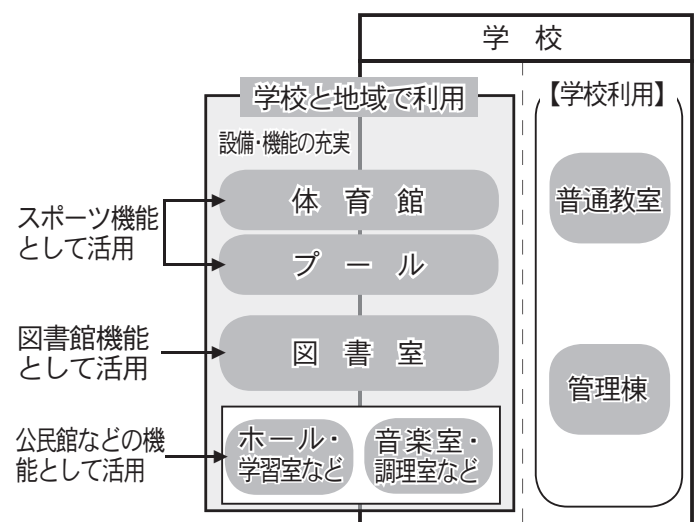 学校
学校と地域で利用
【学校利用】
設備・機能の充実
スポーツ機能
として活用
体育館
プール
普通教室
図書館機能
として活用
図書室
管理棟
公民館などの機
能として活用
ホール・
学習室など
音楽室・
調理室など